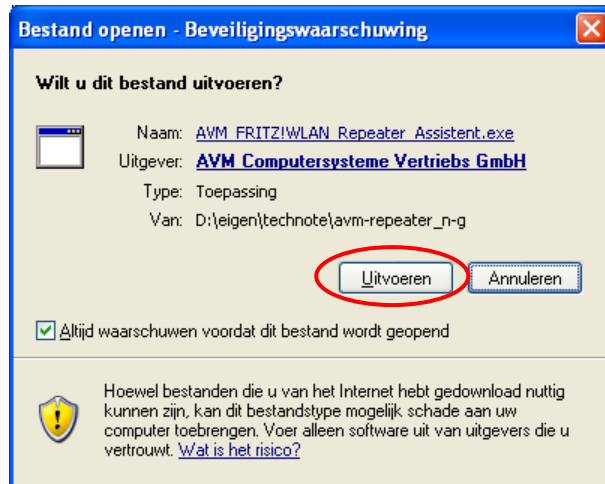 Bestand openen - Beveiligingswaarschuwing
Wilt u dit bestand uitvoeren?
Naam: AVM_FRITZ!WLAN_Repeater_Assistent.exe
Uitgever: AVM Computersysteme Vertriebs GmbH
Type: Toepassing
Van: D:\eigen\technote\avm-repeater_n-g
Uitvoeren Annuleren
Altijd waarschuwen voordat dit bestand wordt geopend
Hoewel bestanden die u van het Internet hebt gedownload nuttig
kunnen zijn, kan dit bestandstype mogelijk schade aan uw
computer toebrengen. Voer alleen software uit van uitgevers die u
vertrouwt. Wat is het risico?